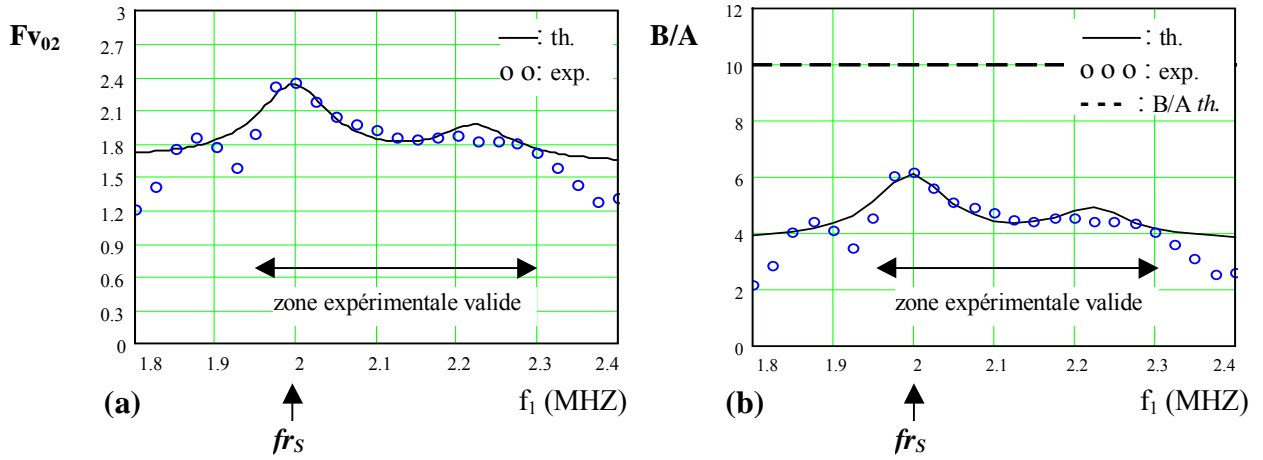 Fv02
3
2.7
2.4
2.1
1.8
1.5
1.2
0.9
0.6
0.3
0
: th.
o o: exp.
zone expérimentale valide
1.8 1.9 2 2.1 2.2 2.3 2.4
(a)
f1 (MHZ)
frS
B/A
12
10
8
6
4
2
0
: th.
o o o: exp.
: B/A th.
zone expérimentale valide
1.8 1.9 2 2.1 2.2 2.3 2.4
(b)
f1 (MHZ)
frS